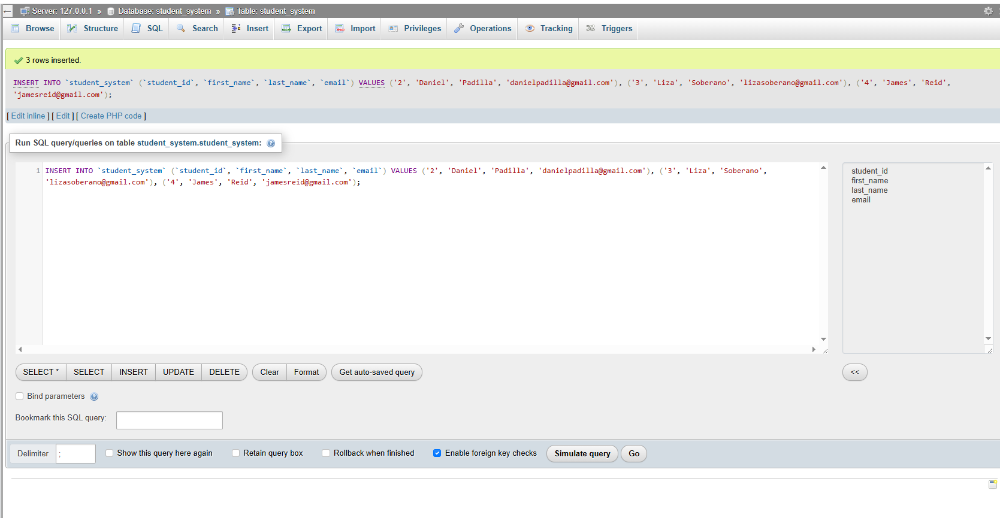 Server: 127.0.0.1 » Database: student_system » Table: student_system
Browse Structure SQL Search Insert Export Import Privileges Operations Tracking Triggers
3 rows inserted.
INSERT INTO `student_system` (`student_id`, `first_name`, `last_name`, `email`) VALUES ('2', 'Daniel', 'Padilla', 'danielpadilla@gmail.com'), ('3', 'Liza', 'Soberano', 'lizasoberano@gmail.com'), ('4', 'James', 'Reid',
'jamesreid@gmail.com');
[ Edit inline ] [ Edit ] [ Create PHP code ]
Run SQL query/queries on table student_system.student_system:
1 INSERT INTO `student_system` (`student_id`, `first_name`, `last_name`, `email`) VALUES ('2', 'Daniel', 'Padilla', 'danielpadilla@gmail.com'), ('3', 'Liza', 'Soberano',
'lizasoberano@gmail.com'), ('4', 'James', 'Reid', 'jamesreid@gmail.com');
student_id
first_name
last_name
email
SELECT * SELECT INSERT UPDATE DELETE Clear Format Get auto-saved query <<
Bind parameters
Bookmark this SQL query:
Delimiter ; Show this query here again Retain query box Rollback when finished Enable foreign key checks Simulate query Go